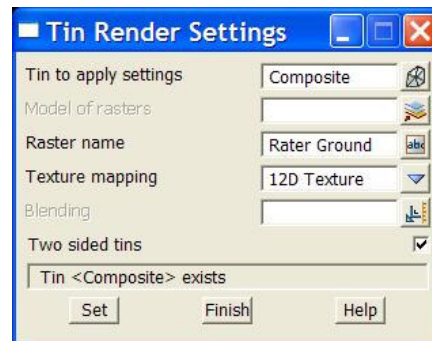 Tin Render Settings
Tin to apply settings Composite
Model of rasters
Raster name Rater Ground abc
Texture mapping 12D Texture
Blending
Two sided tins
Tin <Composite> exists
Set Finish Help